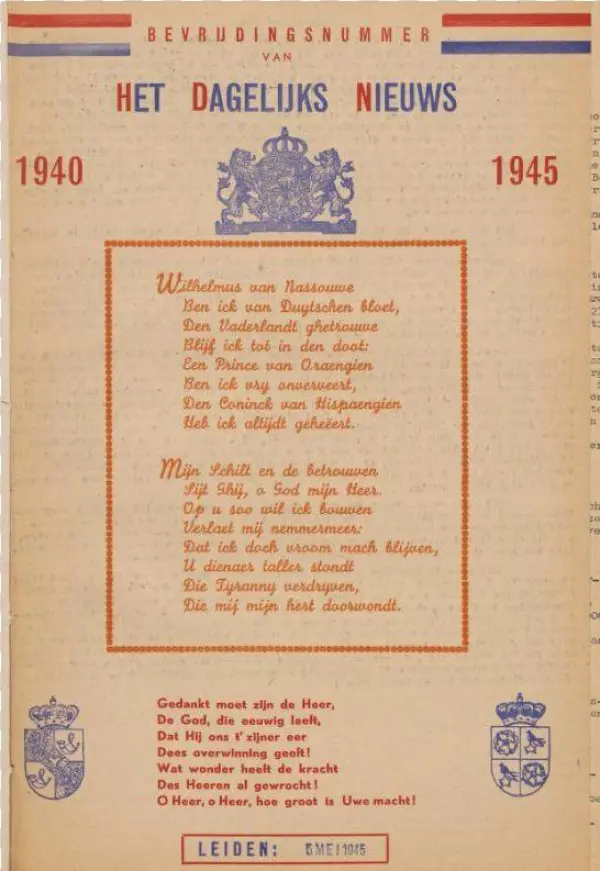 BEVRIJDINGSNUMMER
VAN
HET DAGELIJKS NIEUWS
1940
1945
Wilhelmus van Nassouwe
Ben ick van Duytschen bloet,
Den Vaderlandt ghetrouwe
Blijf ick tot in den doot:
Een Prince van Oraengien
Ben ick vry onverveert,
Den Coninck van Hispaengien
Heb ick altijdt geheëert.
Mijn Schilt en de betrouwen
Sijt Ghij, o God mijn Heer.
Op u soo wil ick bouwen
Verlaet mij nemmermeer:
Dat ick doch vroom mach blijven,
U dienaer taller stondt
Die Tyranny verdryven,
Die mij mijn hert doorwondt.
Gedankt moet zijn de Heer,
De God, die eeuwig leeft,
Dat Hij ons t'zijner eer
Dees overwinning geeft!
Wat wonder heeft de kracht
Des Heeren al gewrocht!
O Heer, o Heer, hoe groot is Uwe macht!
LEIDEN: 5 MEI 1945